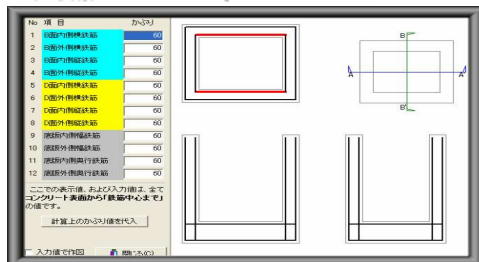 No 項目 かぶり
1 B面内側横鉄筋 60
2 B面外側横鉄筋 60
3 B面内側縦鉄筋 60
4 B面外側縦鉄筋 60
5 D面内側横鉄筋 60
6 D面外側横鉄筋 60
7 D面内側縦鉄筋 60
8 D面外側縦鉄筋 60
9 底版内側幅鉄筋 60
10 底版外側幅鉄筋 60
11 底版内側奥行鉄筋 60
12 底版外側奥行鉄筋 60
ここでの表示値、および入力値は、全て
コンクリート表面から「鉄筋中心まで」
の値です。
計算上のかぶり値を代入
入力値で作図 閉じる(C)
B
A A'
B'